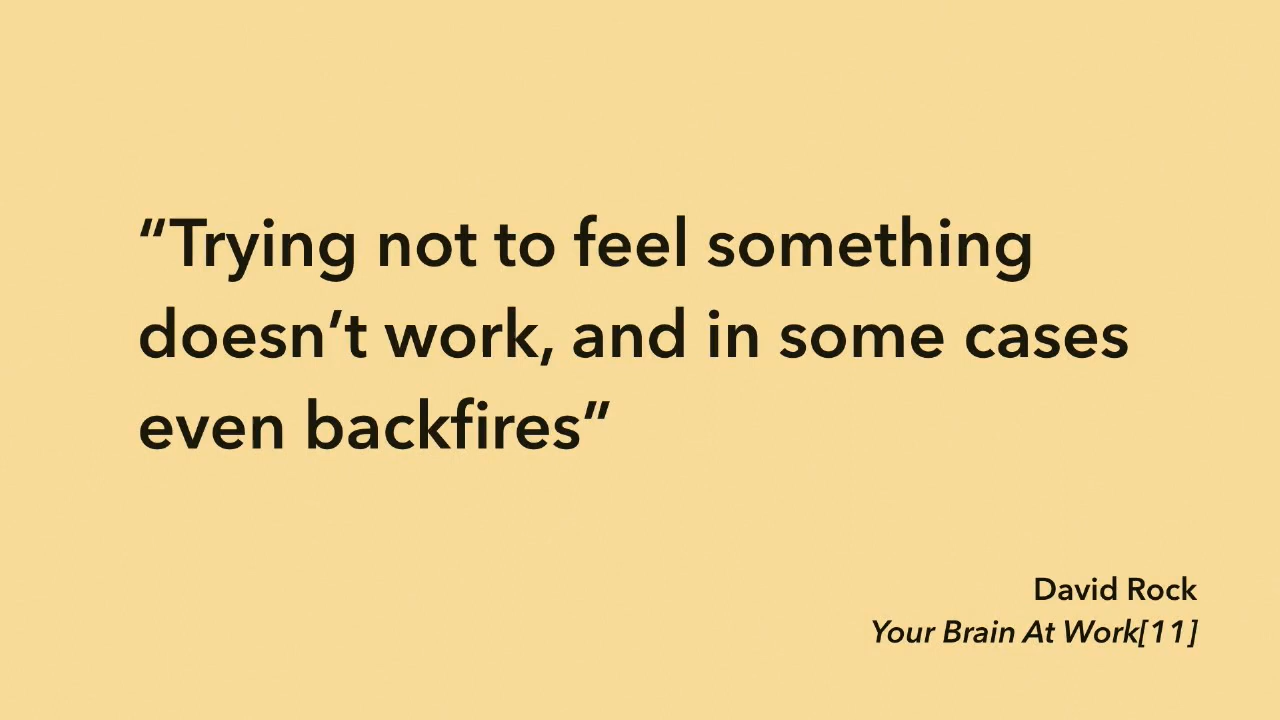 “Trying not to feel something
doesn’t work, and in some cases
even backfires”
David Rock
Your Brain At Work[11]